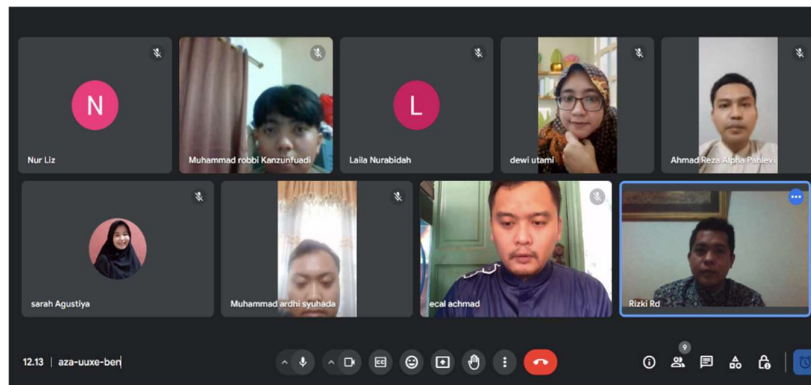 N
L
Nur Liz
Muhammad robbi Kanzunfuadi
Laila Nurabidah
dewi utami
Ahmad Reza Alpha Pahlevi
sarah Agustiya
Muhammad ardhi syuhada
ecal achmad
Rizki Rd
9
12.13 | aza-uuxe-ben
CC